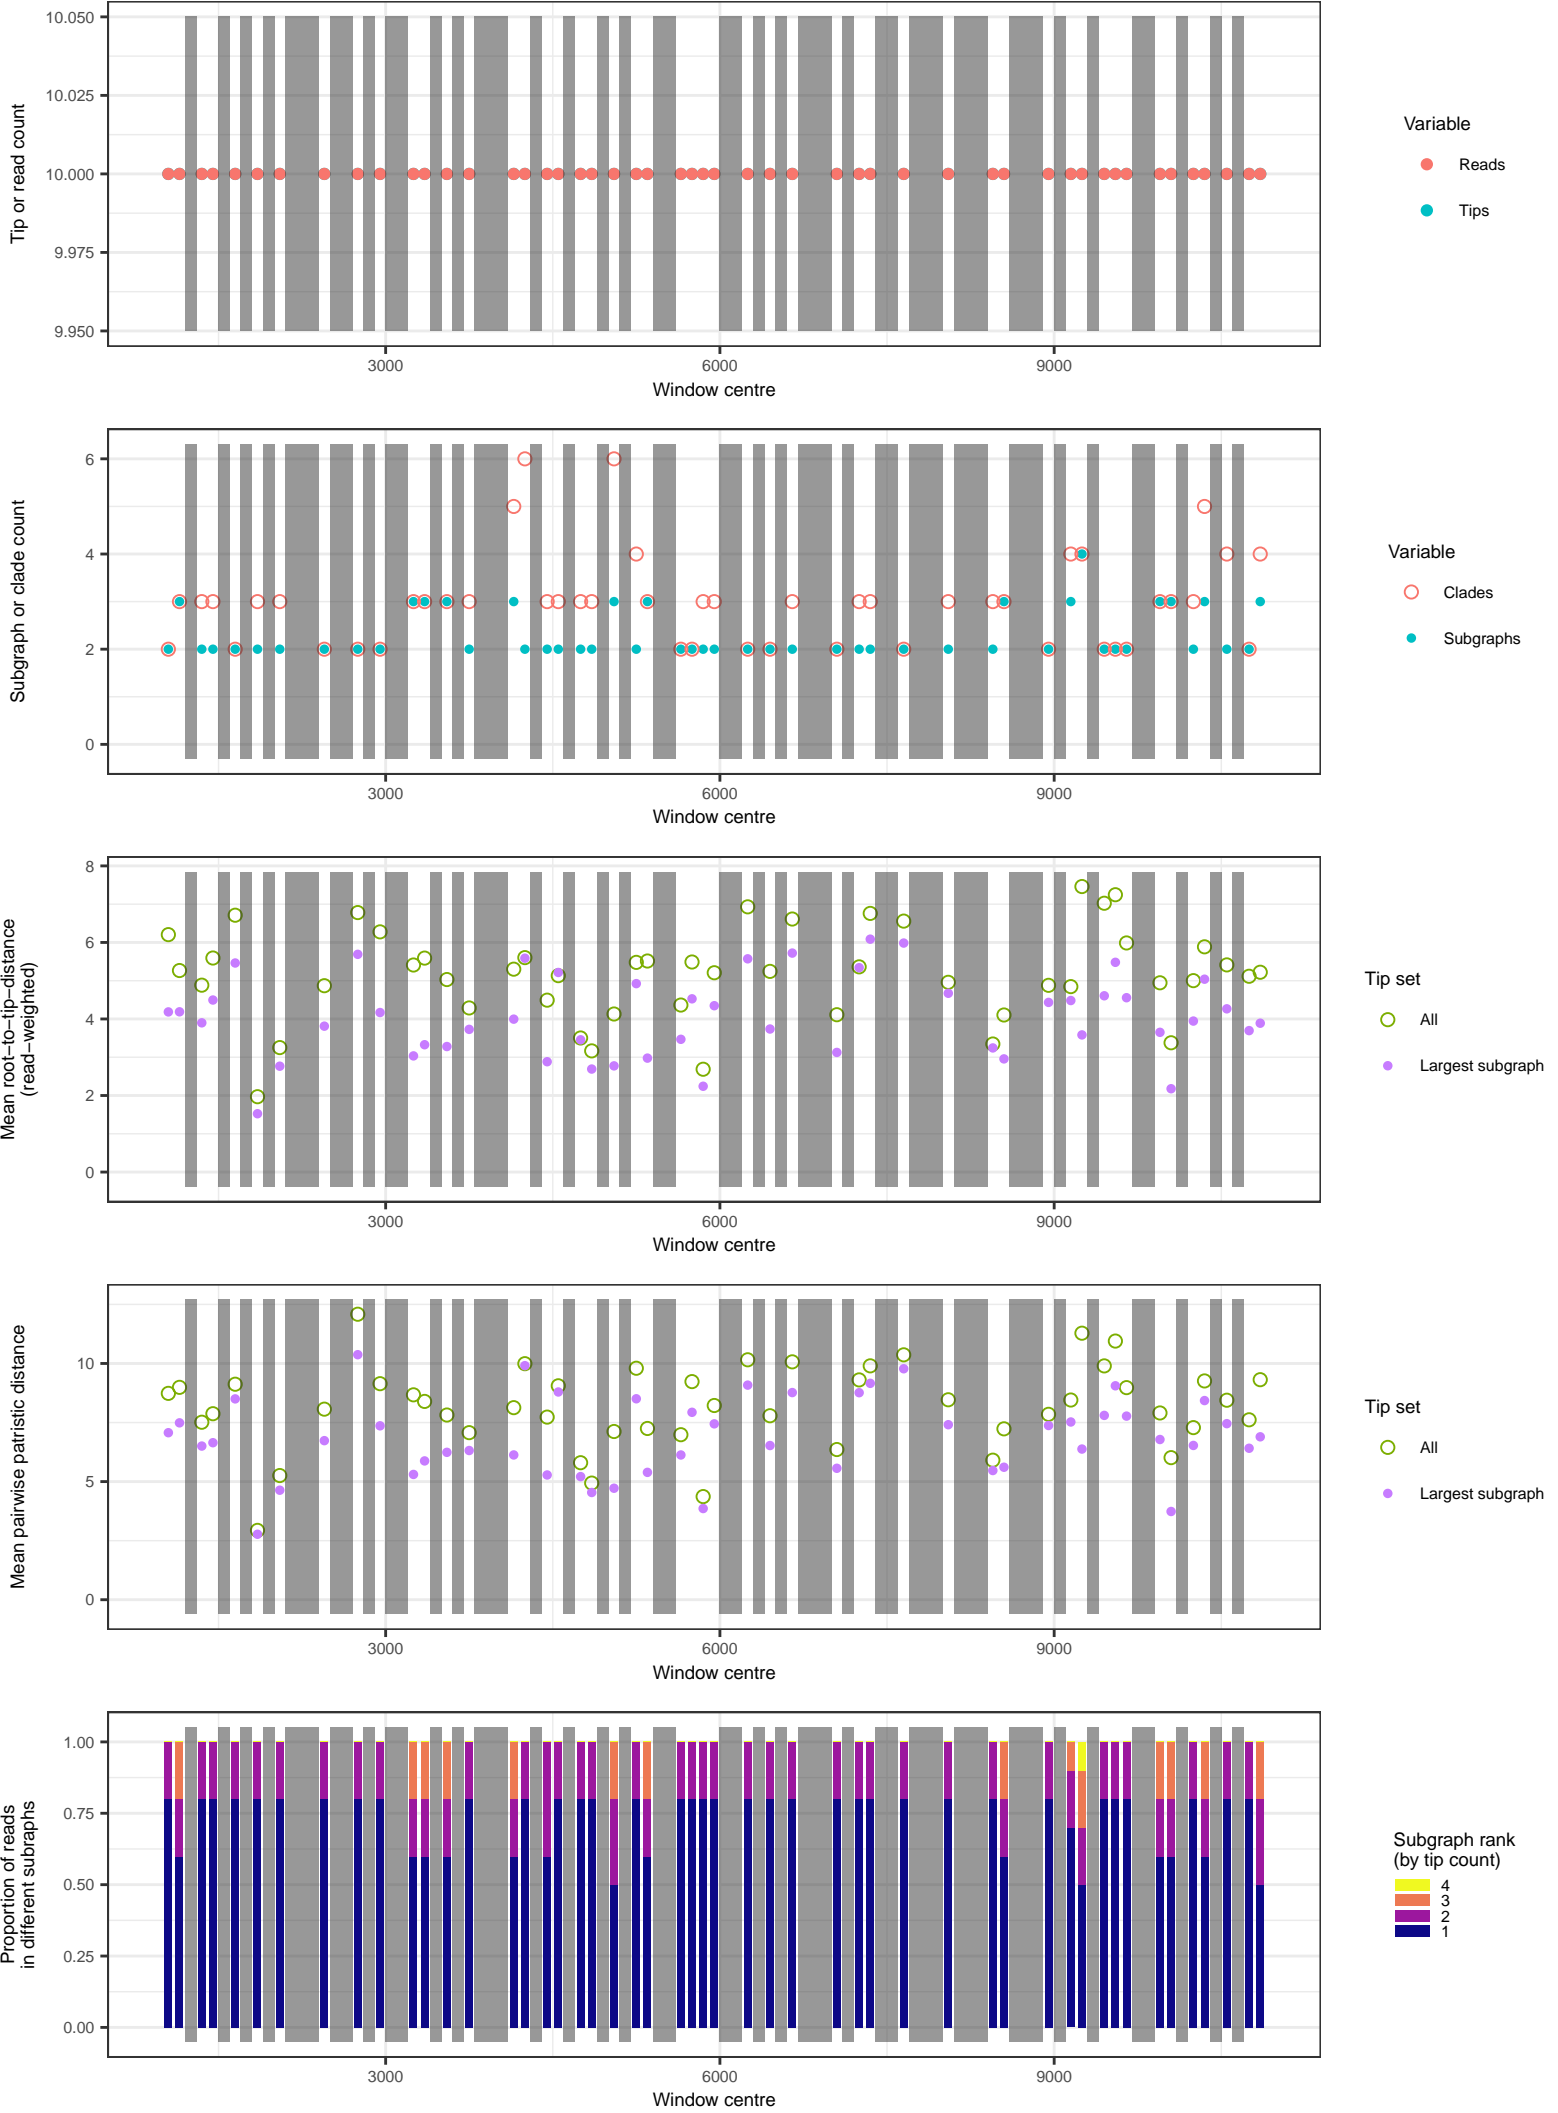 10.050
10.025
10.000
9.975
9.950
Tip or read count
3000
6000
9000
Window centre
Variable
Reads
Tips
6
4
2
0
Subgraph or clade count
3000
6000
9000
Window centre
Variable
Clades
Subgraphs
8
6
4
2
0
Mean root−to−tip−distance
(read−weighted)
3000
6000
9000
Window centre
Tip set
All
Largest subgraph
10
5
0
Mean pairwise patristic distance
3000
6000
9000
Window centre
Tip set
All
Largest subgraph
1.00
0.75
0.50
0.25
0.00
Proportion of reads
in different subraphs
3000
6000
9000
Window centre
Subgraph rank
(by tip count)
4
3
2
1